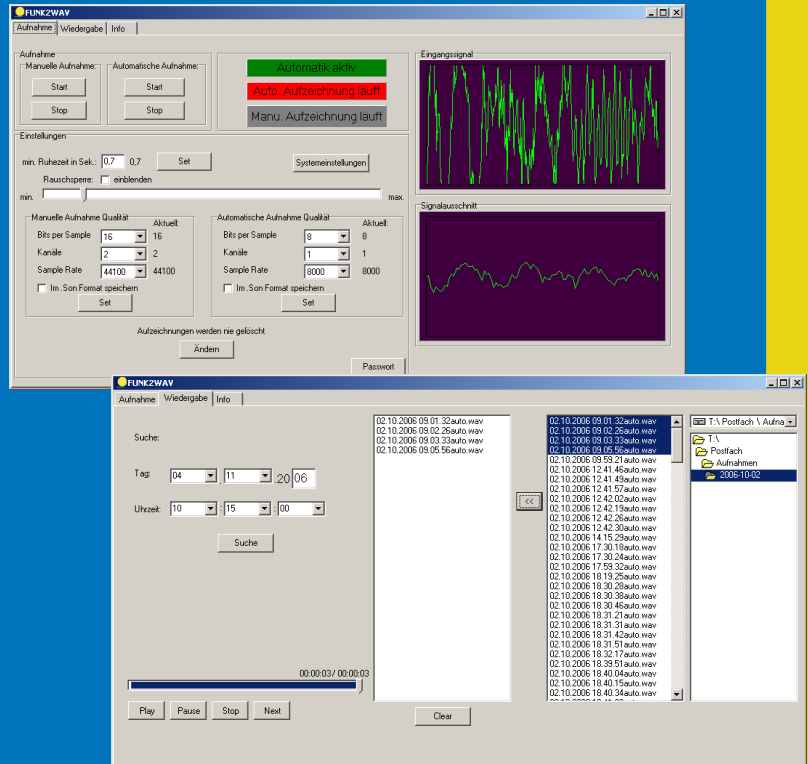 FUNK2WAV
Aufnahme Wiedergabe Info
Aufnahme
Manuelle Aufnahme: Automatische Aufnahme:
Start Start
Stop Stop
Automatik aktiv
Auto. Aufzeichnung läuft
Manu. Aufzeichnung läuft
Eingangssignal
Einstellungen
min. Ruhezeit in Sek.: 0,7 0,7 Set Systemeinstellungen
Rauschsperre: einblenden
min. max.
Signalausschnitt
Manuelle Aufnahme Qualität
Aktuell:
Bits per Sample 16 16
Kanäle 2 2
Sample Rate 44100 44100
Im .Son Format speichern
Set
Automatische Aufnahme Qualität
Aktuell:
Bits per Sample 8 8
Kanäle 1 1
Sample Rate 8000 8000
Im .Son Format speichern
Set
Aufzeichnungen werden nie gelöscht
Ändern
Passwort
FUNK2WAV
Aufnahme Wiedergabe Info
Suche:
Tag: 04 . 11 .20 06
Uhrzeit: 10 : 15 : 00
Suche
00:00:03/ 00:00:03
Play Pause Stop Next
02.10.2006 09.01.32auto.wav
02.10.2006 09.02.26auto.wav
02.10.2006 09.03.33auto.wav
02.10.2006 09.05.56auto.wav
Clear
<<
02.10.2006 09.01.32auto.wav
02.10.2006 09.02.26auto.wav
02.10.2006 09.03.33auto.wav
02.10.2006 09.05.56auto.wav
02.10.2006 09.59.21auto.wav
02.10.2006 12.41.46auto.wav
02.10.2006 12.41.49auto.wav
02.10.2006 12.41.57auto.wav
02.10.2006 12.42.02auto.wav
02.10.2006 12.42.19auto.wav
02.10.2006 12.42.26auto.wav
02.10.2006 12.42.30auto.wav
02.10.2006 14.15.29auto.wav
02.10.2006 17.30.18auto.wav
02.10.2006 17.30.24auto.wav
02.10.2006 17.59.32auto.wav
02.10.2006 18.19.25auto.wav
02.10.2006 18.30.28auto.wav
02.10.2006 18.30.38auto.wav
02.10.2006 18.30.46auto.wav
02.10.2006 18.31.21auto.wav
02.10.2006 18.31.31auto.wav
02.10.2006 18.31.42auto.wav
02.10.2006 18.31.51auto.wav
02.10.2006 18.32.17auto.wav
02.10.2006 18.39.51auto.wav
02.10.2006 18.40.04auto.wav
02.10.2006 18.40.15auto.wav
02.10.2006 18.40.34auto.wav
T:\ Postfach \ Aufna
T:\
Postfach
Aufnahmen
2006-10-02